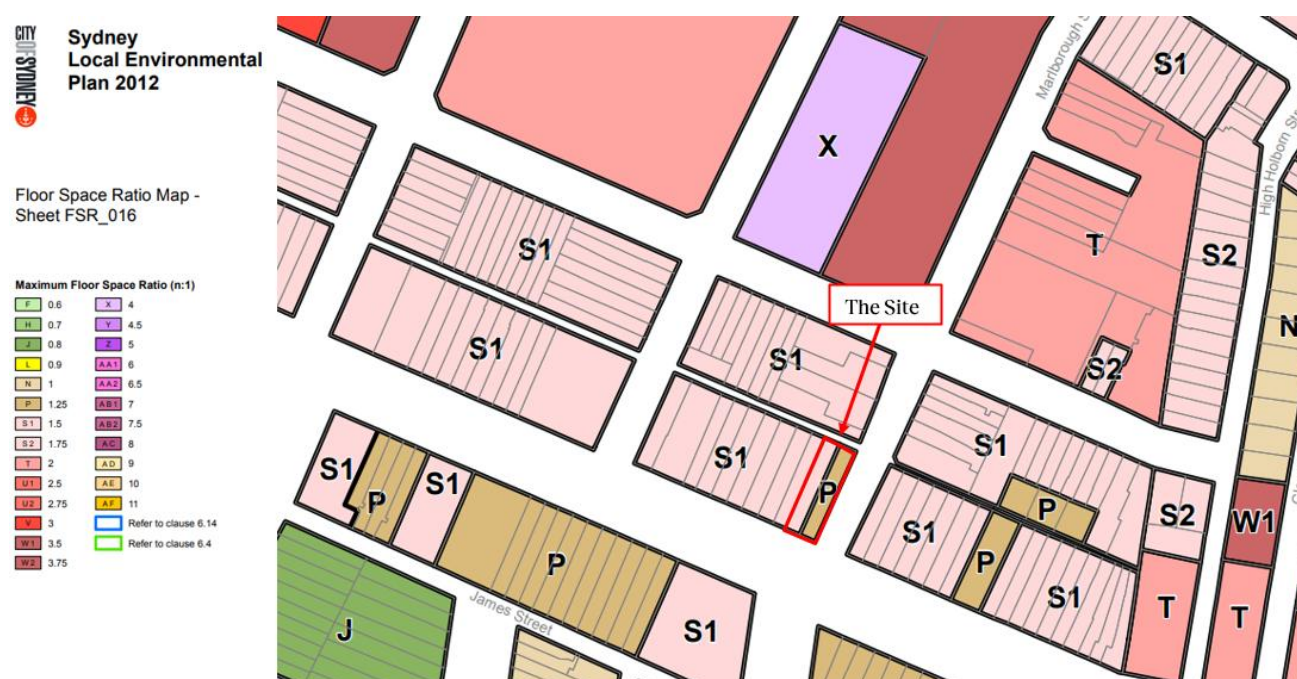 CITY OF SYDNEY
Sydney
Local Environmental
Plan 2012
Floor Space Ratio Map -
Sheet FSR_016
Maximum Floor Space Ratio (n:1)
F 0.6 X 4
H 0.7 Y 4.5
J 0.8 Z 5
L 0.9 AA1 6
N 1 AA2 6.5
P 1.25 AB1 7
S1 1.5 AB2 7.5
S2 1.75 AC 8
T 2 AD 9
U1 2.5 AE 10
U2 2.75 AF 11
V 3 Refer to clause 6.14
W1 3.5 Refer to clause 6.4
W2 3.75
Marlborough
S1
X
High Holborn
S1
T
S2
The Site
N
S1
S1
S2
S1
S1
S1
S1
P
S1
P
P
S2
W1
S1
P
P
S1
T
T
James Street
J
S1